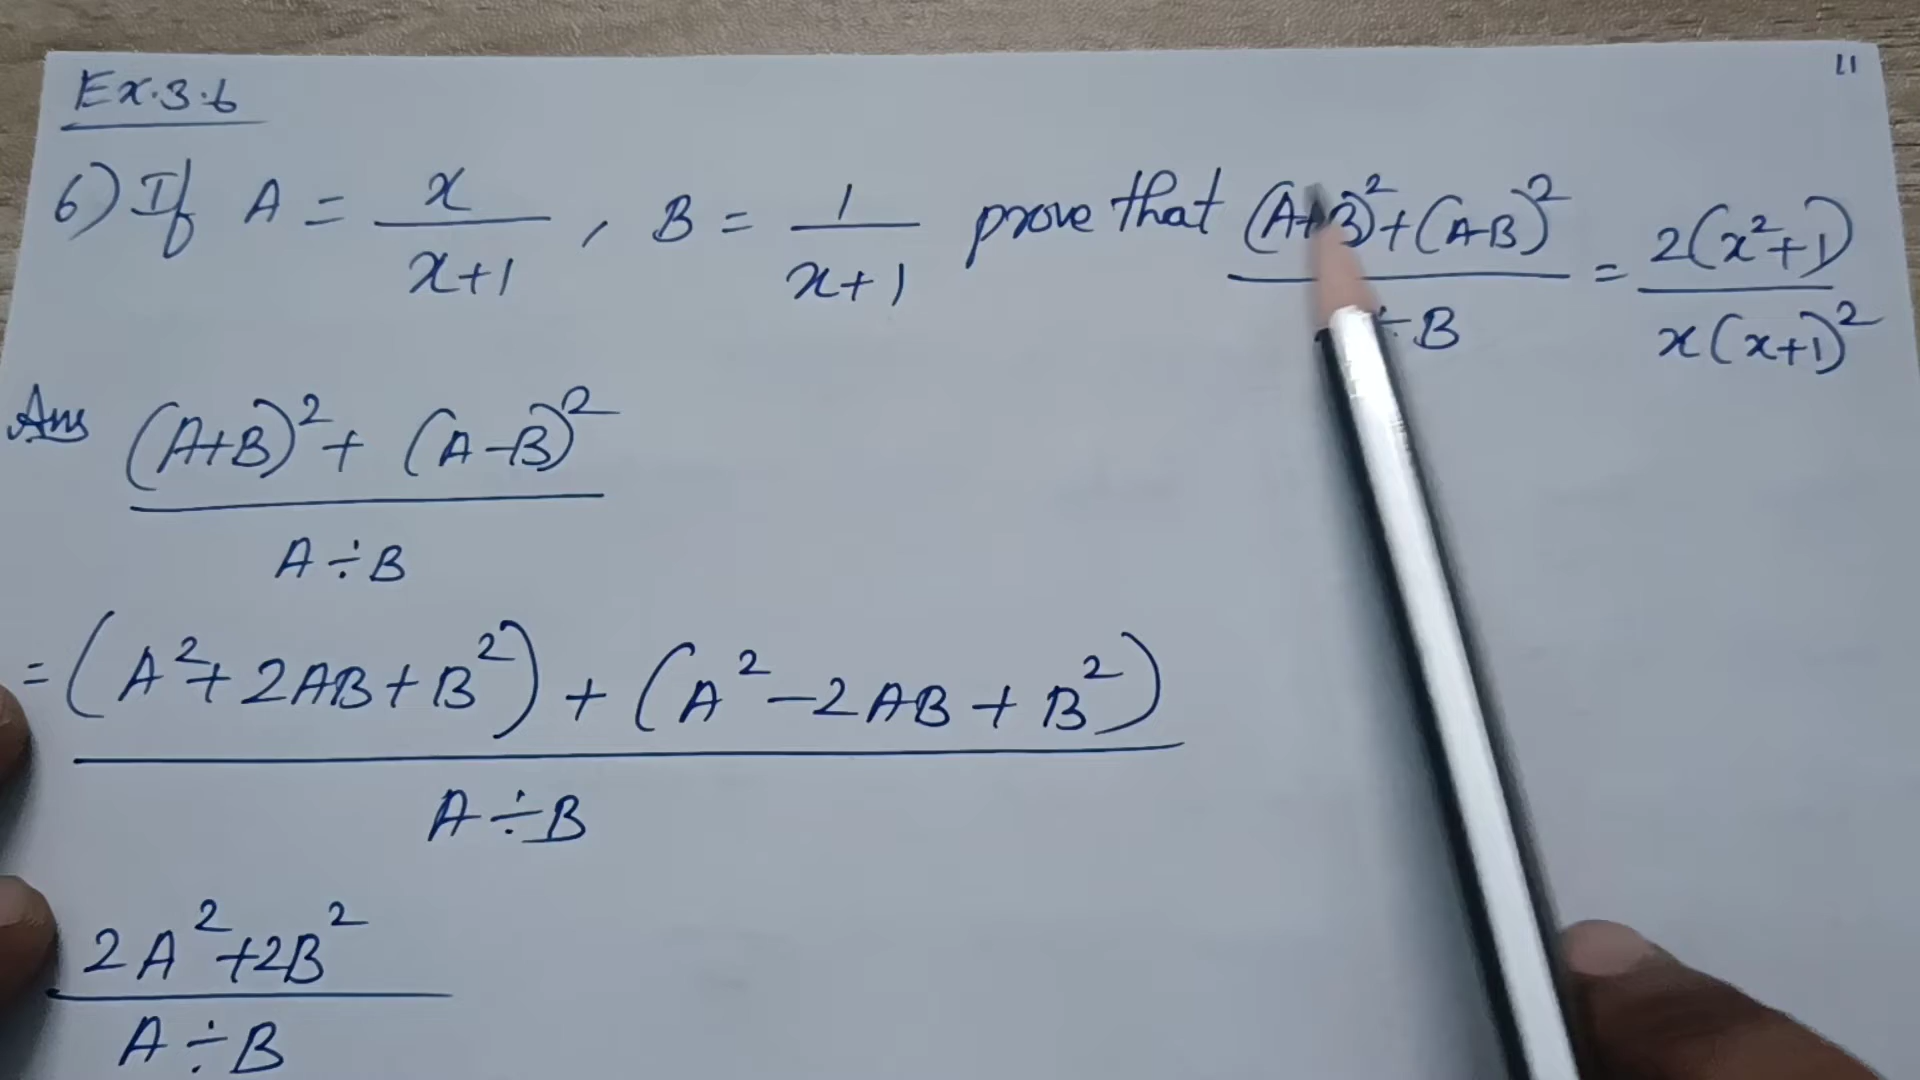 11
Ex.3.6
6) If A = x/(x+1) , B = 1/(x+1) prove that ((A+B)²+(A-B)²)/(÷B) = 2(x²+1)/(x(x+1)²)
Ans ((A+B)²+ (A-B)²)/(A÷B)
= ((A²+2AB+B²) + (A²-2AB+B²))/(A÷B)
(2A²+2B²)/(A÷B)